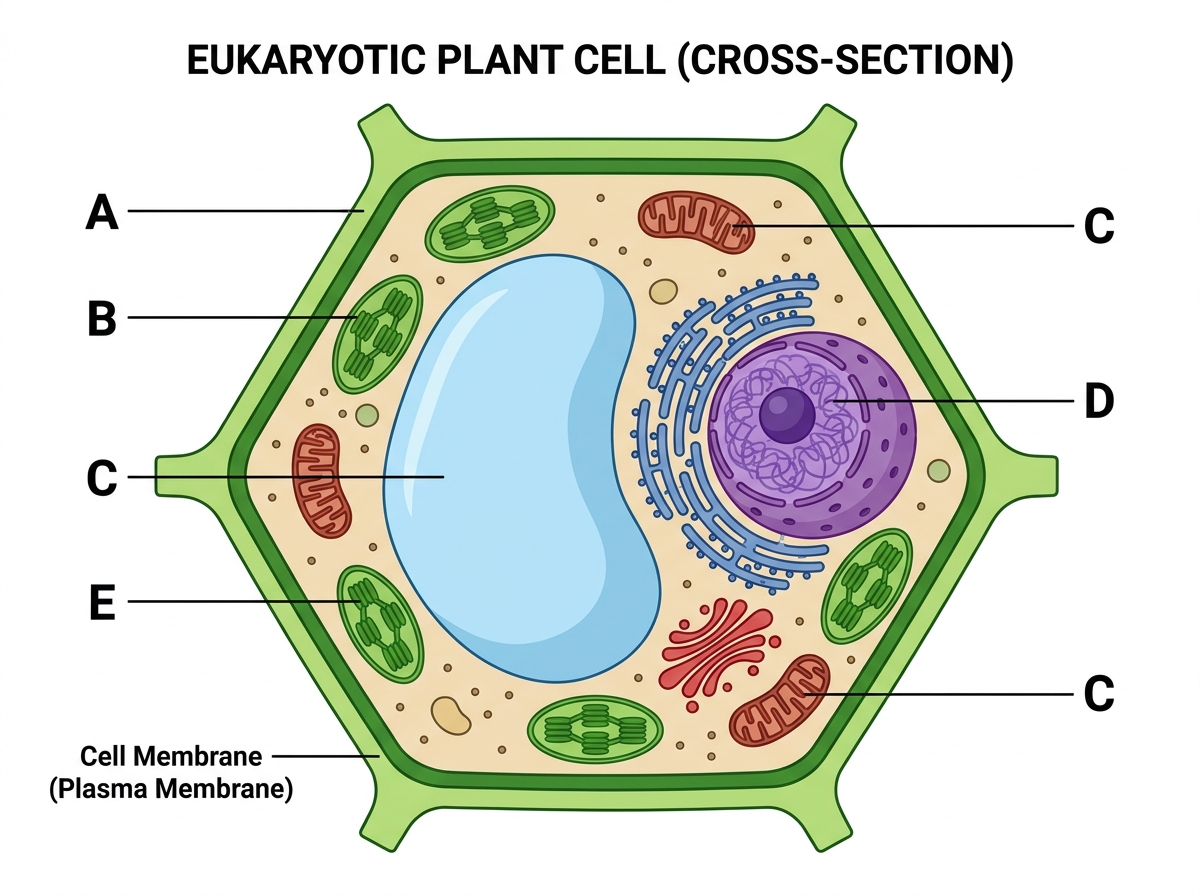 EUKARYOTIC PLANT CELL (CROSS-SECTION)
A
C
B
D
C
E
C
Cell Membrane
(Plasma Membrane)